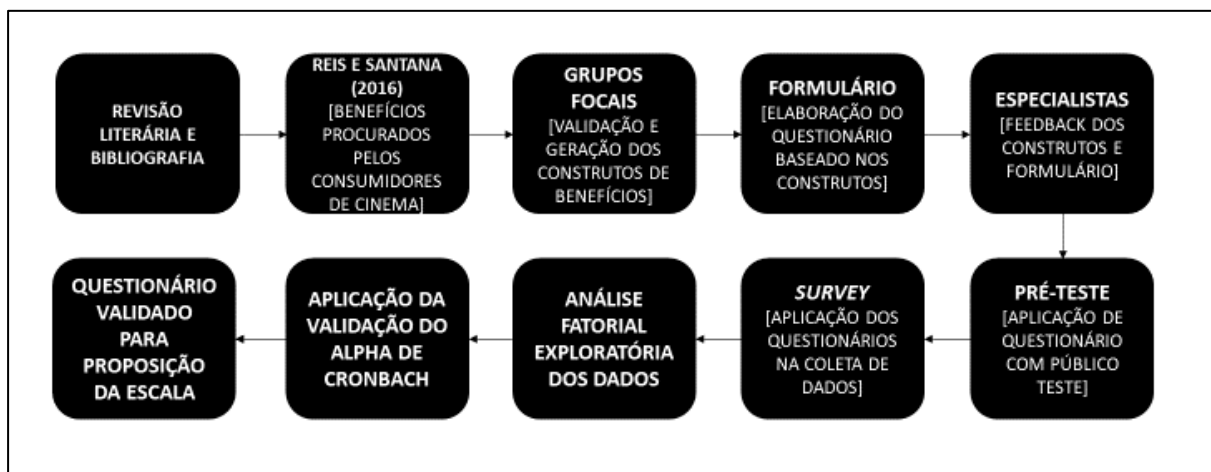 REVISÃO
LITERÁRIA E
BIBLIOGRAFIA
REIS E SANTANA
(2016)
[BENEFÍCIOS
PROCURADOS
PELOS
CONSUMIDORES
DE CINEMA]
GRUPOS
FOCAIS
[VALIDAÇÃO E
GERAÇÃO DOS
CONSTRUTOS DE
BENEFÍCIOS]
FORMULÁRIO
[ELABORAÇÃO DO
QUESTIONÁRIO
BASEADO NOS
CONSTRUTOS]
ESPECIALISTAS
[FEEDBACK DOS
CONSTRUTOS E
FORMULÁRIO]
PRÉ-TESTE
[APLICAÇÃO DE
QUESTIONÁRIO
COM PÚBLICO
TESTE]
SURVEY
[APLICAÇÃO DOS
QUESTIONÁRIOS
NA COLETA DE
DADOS]
ANÁLISE
FATORIAL
EXPLORATÓRIA
DOS DADOS
APLICAÇÃO DA
VALIDAÇÃO DO
ALPHA DE
CRONBACH
QUESTIONÁRIO
VALIDADO
PARA
PROPOSIÇÃO
DA ESCALA